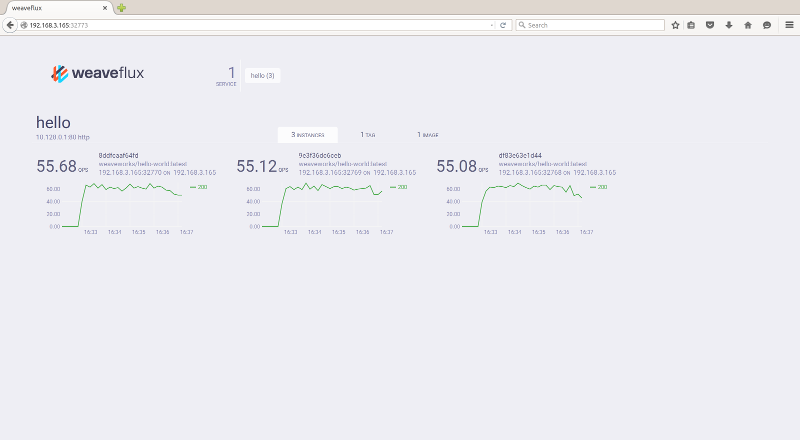 weaveflux
192.168.3.165:32773
Search
weaveflux
1
SERVICE
hello (3)
hello
10.128.0.1:80 http
3 INSTANCES
1 TAG
1 IMAGE
55.68 QPS
8ddfcaaf64fd
weaveworks/hello-world:latest
192.168.3.165:32770 ON 192.168.3.165
60.00
40.00
20.00
0.00
200
16:33 16:34 16:35 16:36 16:37
55.12 QPS
9e3f36dc6ceb
weaveworks/hello-world:latest
192.168.3.165:32769 ON 192.168.3.165
60.00
40.00
20.00
0.00
200
16:33 16:34 16:35 16:36 16:37
55.08 QPS
df83e63e1d44
weaveworks/hello-world:latest
192.168.3.165:32768 ON 192.168.3.165
60.00
40.00
20.00
0.00
200
16:33 16:34 16:35 16:36 16:37